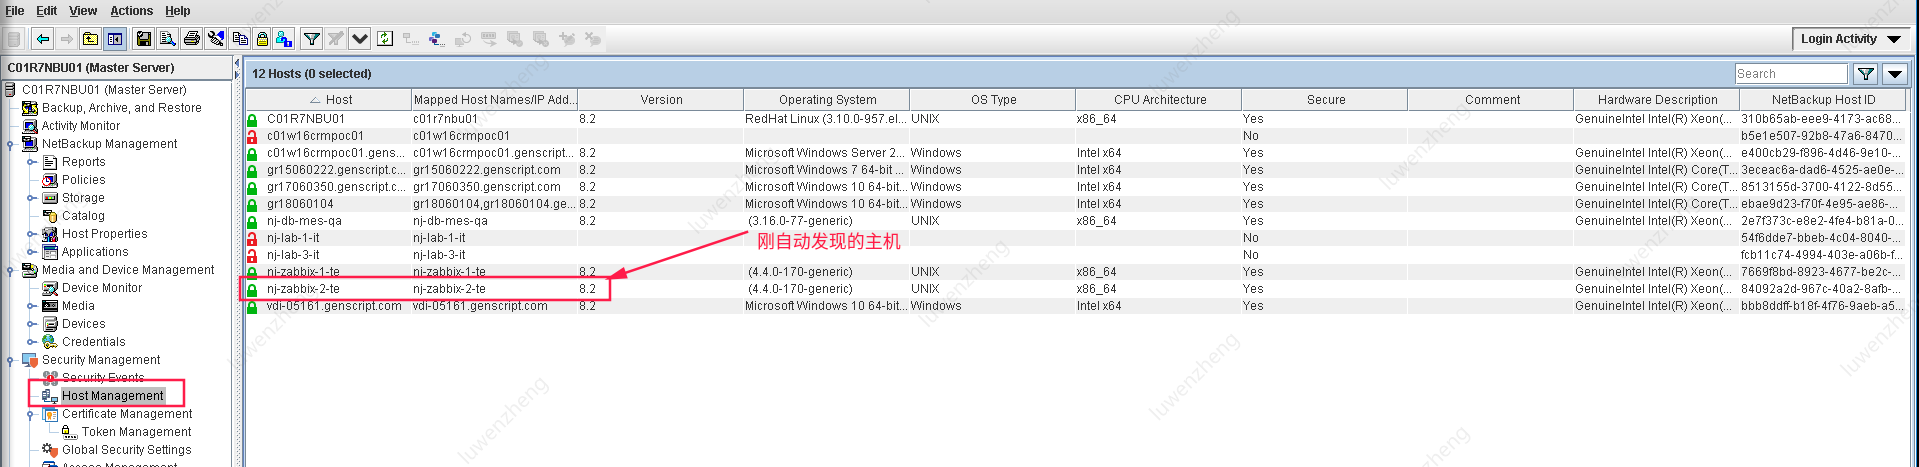 File Edit View Actions Help
Login Activity
C01R7NBU01 (Master Server)
C01R7NBU01 (Master Server)
Backup, Archive, and Restore
Activity Monitor
NetBackup Management
Reports
Policies
Storage
Catalog
Host Properties
Applications
Media and Device Management
Device Monitor
Media
Devices
Credentials
Security Management
Security Events
Host Management
Certificate Management
Token Management
Global Security Settings
Access Management
12 Hosts (0 selected) Search
Host Mapped Host Names/IP Add... Version Operating System OS Type CPU Architecture Secure Comment Hardware Description NetBackup Host ID
C01R7NBU01 c01r7nbu01 8.2 RedHat Linux (3.10.0-957.el... UNIX x86_64 Yes GenuineIntel Intel(R) Xeon(... 310b65ab-eee9-4173-ac68...
c01w16crmpoc01 c01w16crmpoc01 No b5e1e507-92b8-47a6-8470...
c01w16crmpoc01.gens... c01w16crmpoc01.genscript... 8.2 Microsoft Windows Server 2... Windows Intel x64 Yes GenuineIntel Intel(R) Xeon(... e400cb29-f896-4d46-9e10-...
gr15060222.genscript.c... gr15060222.genscript.com 8.2 Microsoft Windows 7 64-bit ... Windows Intel x64 Yes GenuineIntel Intel(R) Core(T... 3eceac6a-dad6-4525-ae0e-...
gr17060350.genscript.c... gr17060350.genscript.com 8.2 Microsoft Windows 10 64-bit... Windows Intel x64 Yes GenuineIntel Intel(R) Xeon(... 8513155d-3700-4122-8d55...
gr18060104 gr18060104,gr18060104.ge... 8.2 Microsoft Windows 10 64-bit... Windows Intel x64 Yes GenuineIntel Intel(R) Core(T... ebae9d23-f70f-4e95-ae86-...
nj-db-mes-qa nj-db-mes-qa 8.2 (3.16.0-77-generic) UNIX x86_64 Yes GenuineIntel Intel(R) Xeon(... 2e7f373c-e8e2-4fe4-b81a-0...
nj-lab-1-it nj-lab-1-it No 54f6dde7-bbeb-4c04-8040-...
刚自动发现的主机
nj-lab-3-it nj-lab-3-it No fcb11c74-4994-403e-a06b-f...
nj-zabbix-1-te nj-zabbix-1-te 8.2 (4.4.0-170-generic) UNIX x86_64 Yes GenuineIntel Intel(R) Xeon(... 7669f8bd-8923-4677-be2c-...
nj-zabbix-2-te nj-zabbix-2-te 8.2 (4.4.0-170-generic) UNIX x86_64 Yes GenuineIntel Intel(R) Xeon(... 84092a2d-967c-40a2-8afb-...
vdi-05161.genscript.com vdi-05161.genscript.com 8.2 Microsoft Windows 10 64-bit... Windows Intel x64 Yes GenuineIntel Intel(R) Xeon(... bbb8ddff-b18f-4f76-9aeb-a5...
luwenzheng
luwenzheng
luwenzheng
luwenzheng
luwenzheng
luwenzheng
luwenzheng
luwenzheng
luwenzheng
luwenzheng
luwenzheng